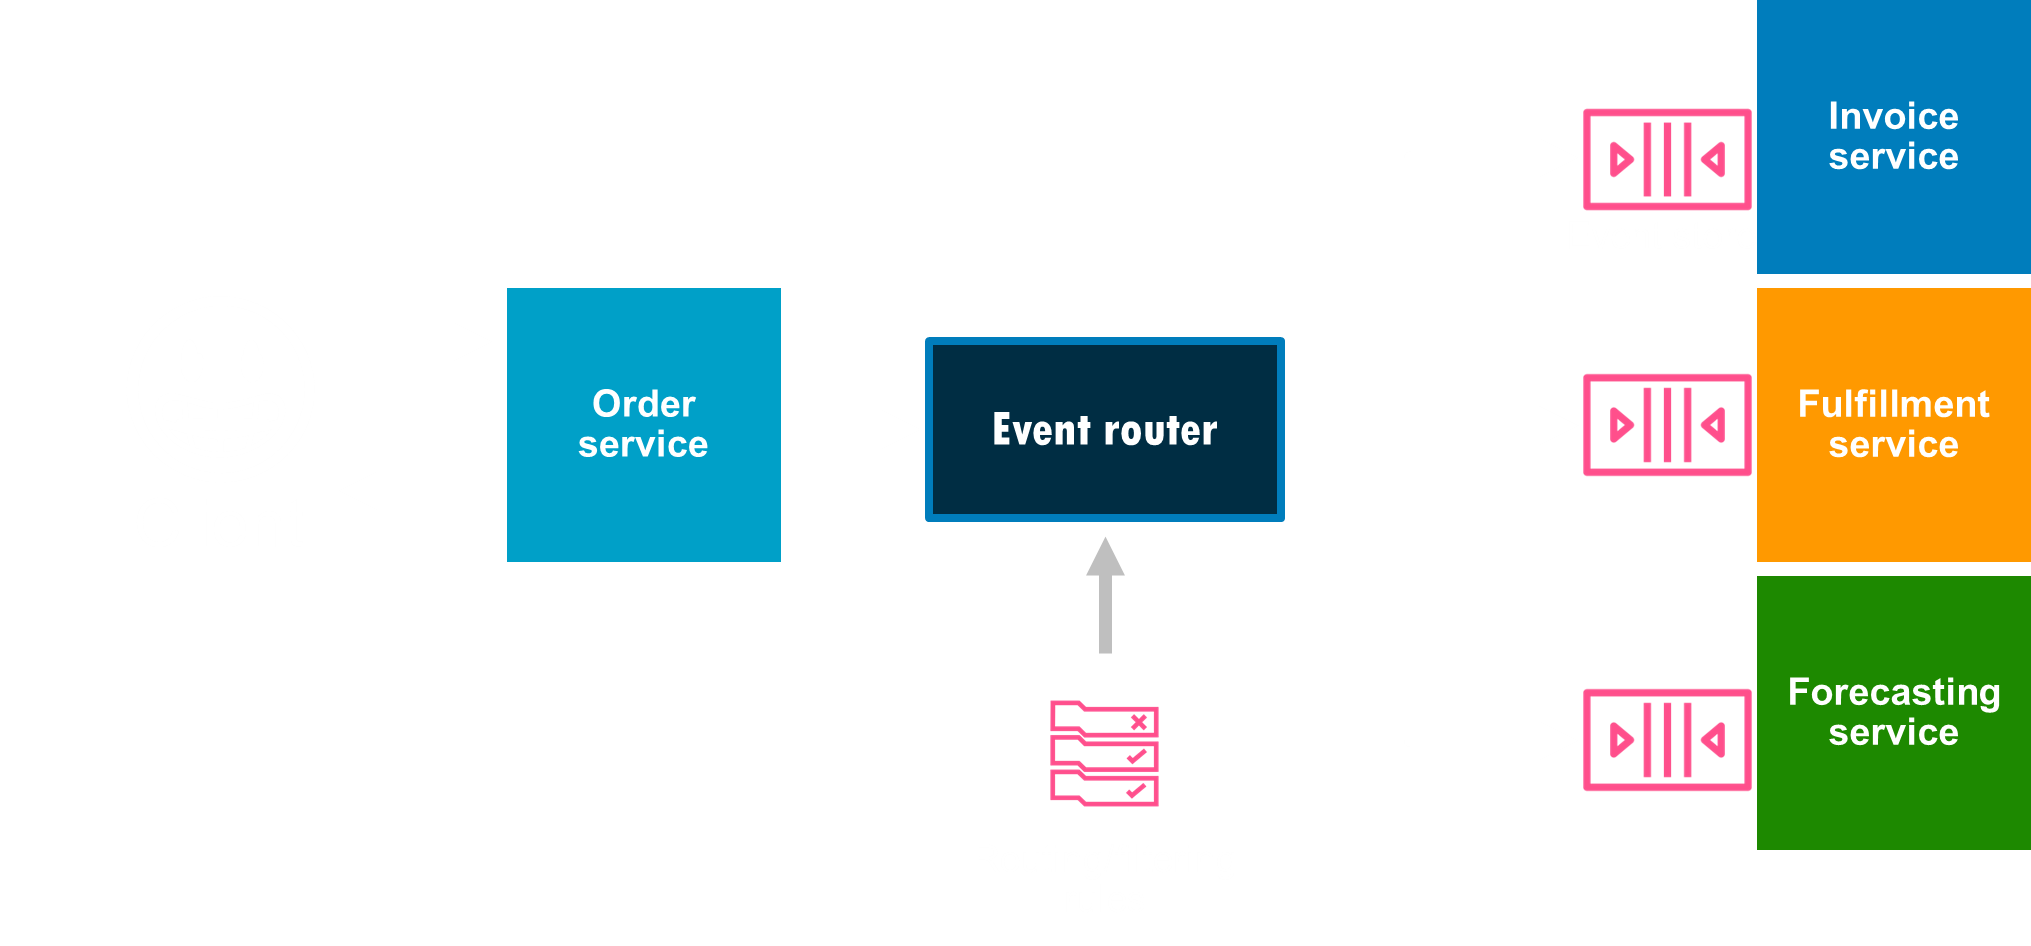 Invoice
service
Order
service
Event router
Fulfillment
service
Forecasting
service